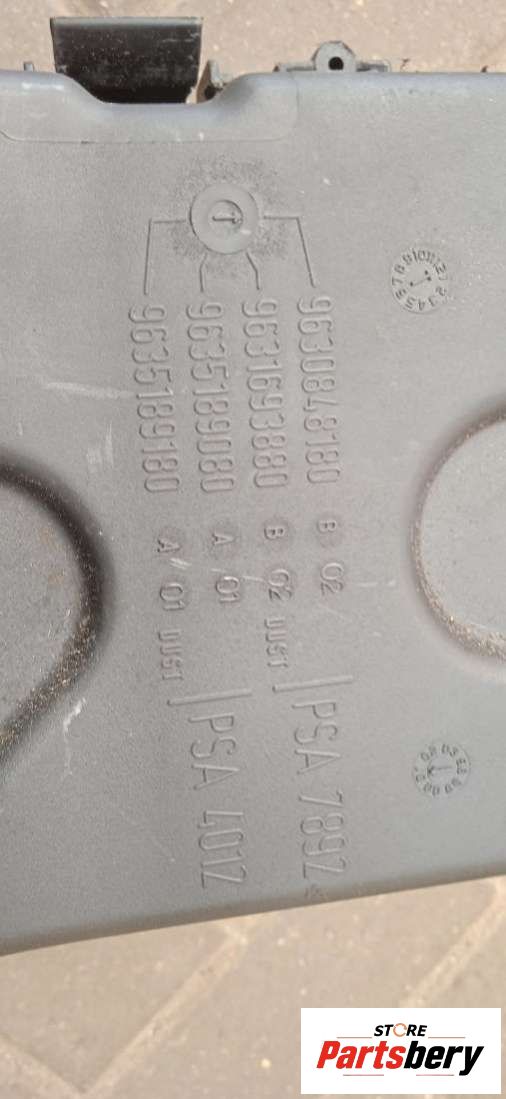 9630848180 B 02
9631693880 B 02 DUST
PSA 7892
9635189080 A 01
9635189180 A 01 DUST
PSA 4012
STORE
Partsbery